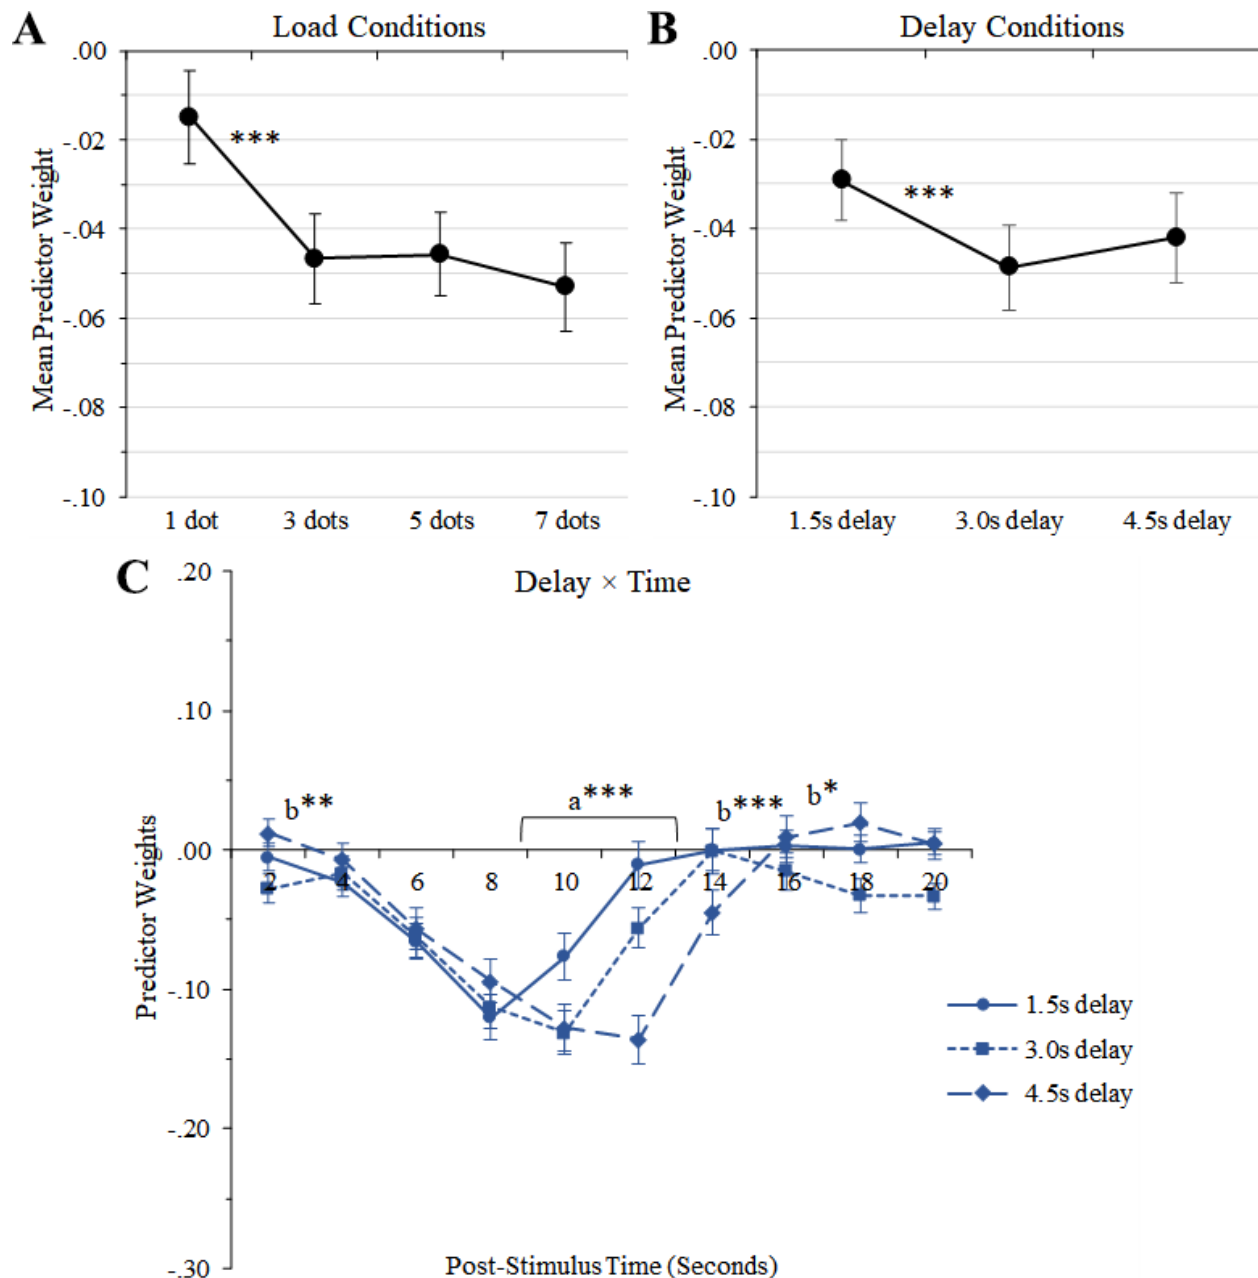 A
Load Conditions
.00
-.02
-.04
-.06
-.08
-.10
Mean Predictor Weight
***
1 dot 3 dots 5 dots 7 dots
B
Delay Conditions
.00
-.02
-.04
-.06
-.08
-.10
Mean Predictor Weight
***
1.5s delay 3.0s delay 4.5s delay
C
Delay × Time
.20
.10
.00
-.10
-.20
-.30
Predictor Weights
b** a*** b*** b*
2 4 6 8 10 12 14 16 18 20
1.5s delay
3.0s delay
4.5s delay
Post-Stimulus Time (Seconds)